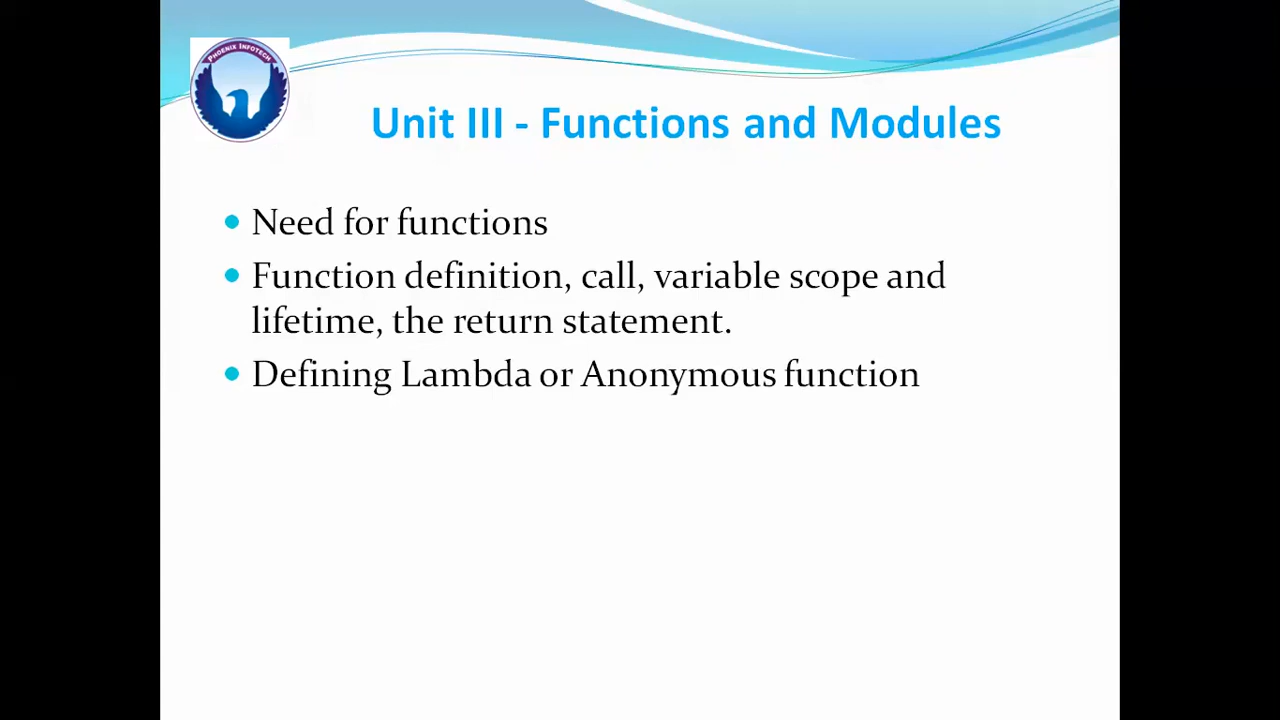 PHOENIX INFOTECH
Unit III - Functions and Modules
Need for functions
Function definition, call, variable scope and
lifetime, the return statement.
Defining Lambda or Anonymous function